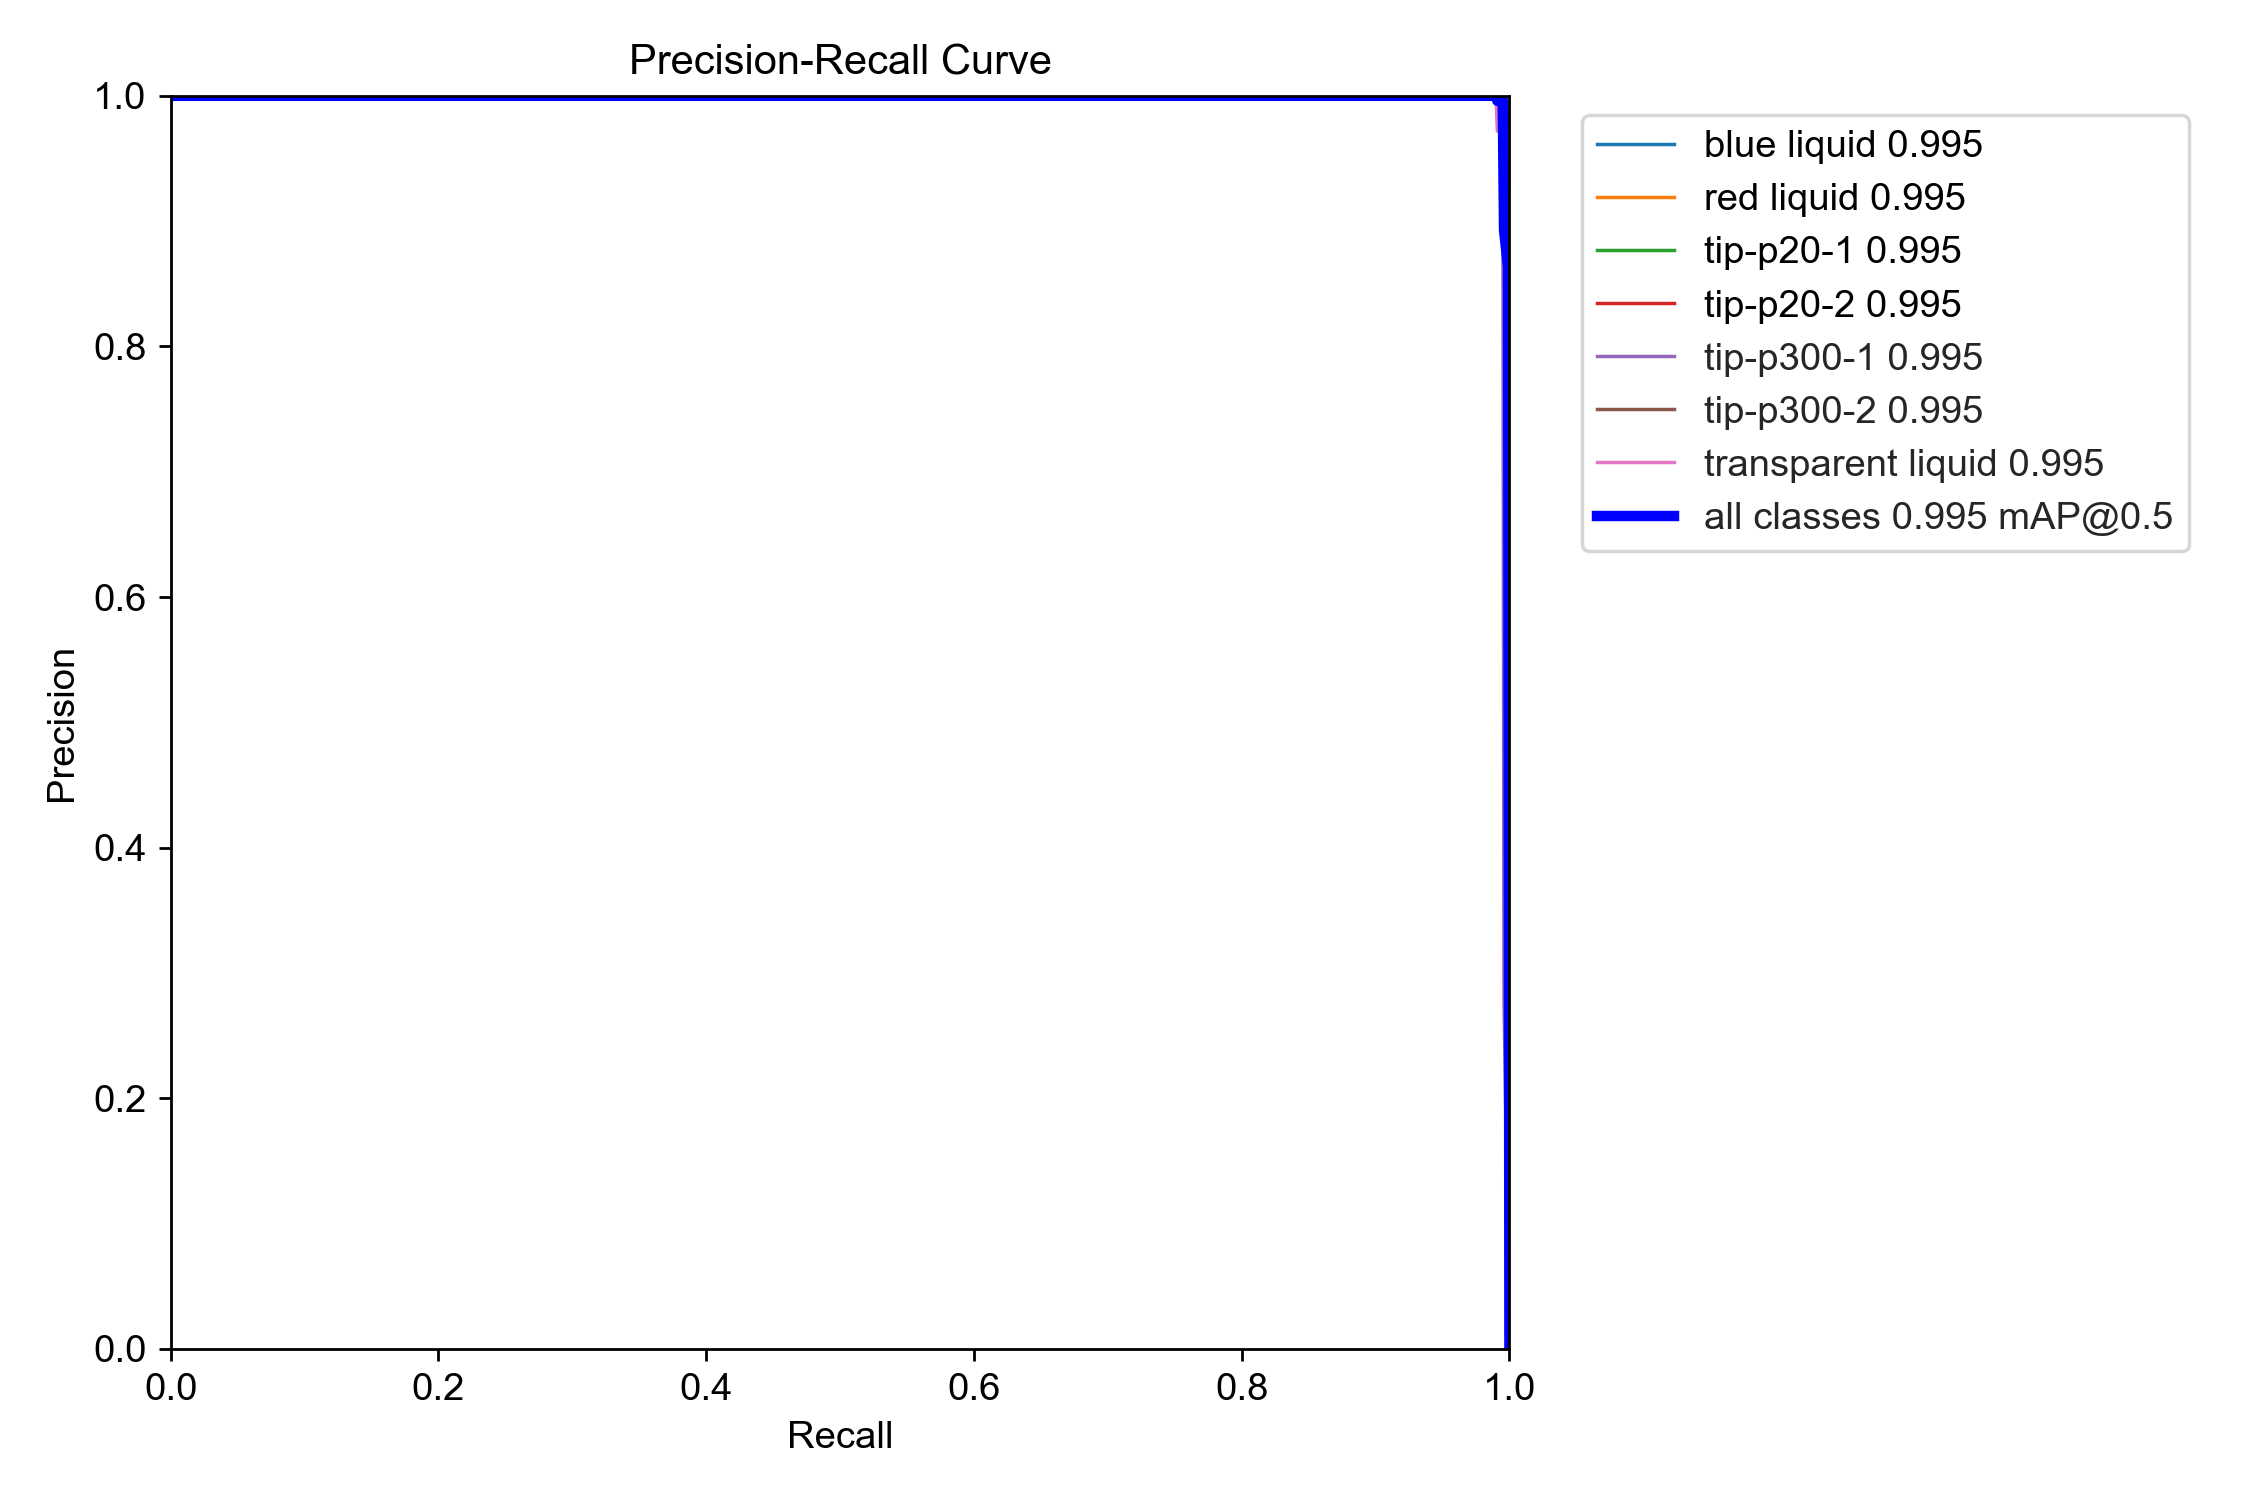 Precision-Recall Curve
1.0
0.8
0.6
0.4
0.2
0.0
Precision
0.0 0.2 0.4 0.6 0.8 1.0
Recall
blue liquid 0.995
red liquid 0.995
tip-p20-1 0.995
tip-p20-2 0.995
tip-p300-1 0.995
tip-p300-2 0.995
transparent liquid 0.995
all classes 0.995 mAP@0.5